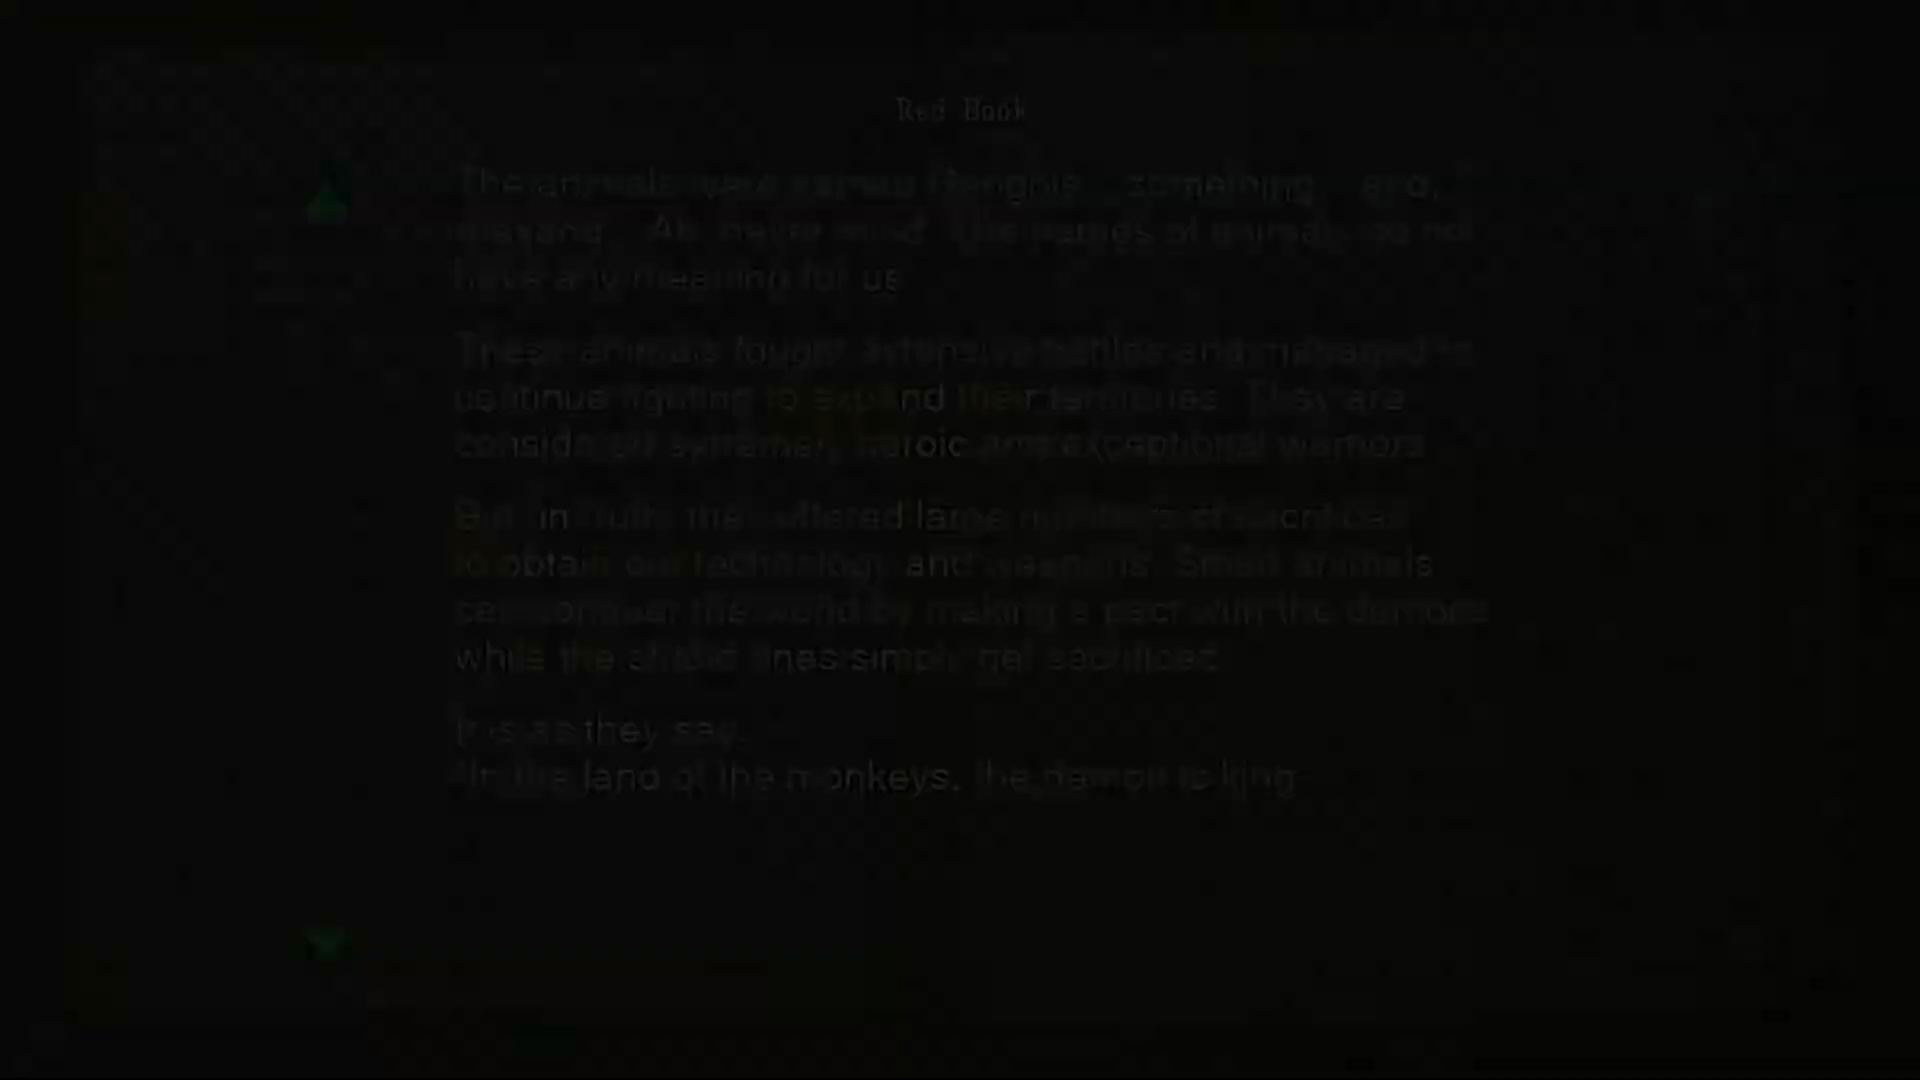 Red Book
The animals were named Genghis... something... and,
Ah, never mind. The names of animals do not
have any meaning for us.
These animals fought extensive battles and managed to
continue fighting to expand their territories. They are
considered extremely heroic and exceptional warriors.
But, in truth, they offered large numbers of sacrifices
to obtain our technology and weapons. Smart animals
can conquer the world by making a pact with the demons
while the stupid ones simply get sacrificed.
It is as they say.
"In the land of the monkeys, the demon is king.